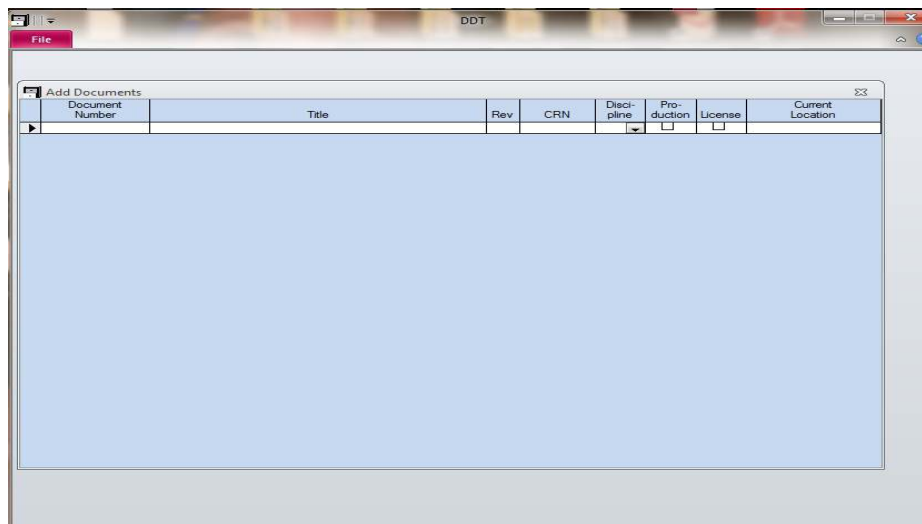 DDT
File
Add Documents
Document Number
Title
Rev
CRN
Disci-
pline
Pro-
duction
License
Current
Location